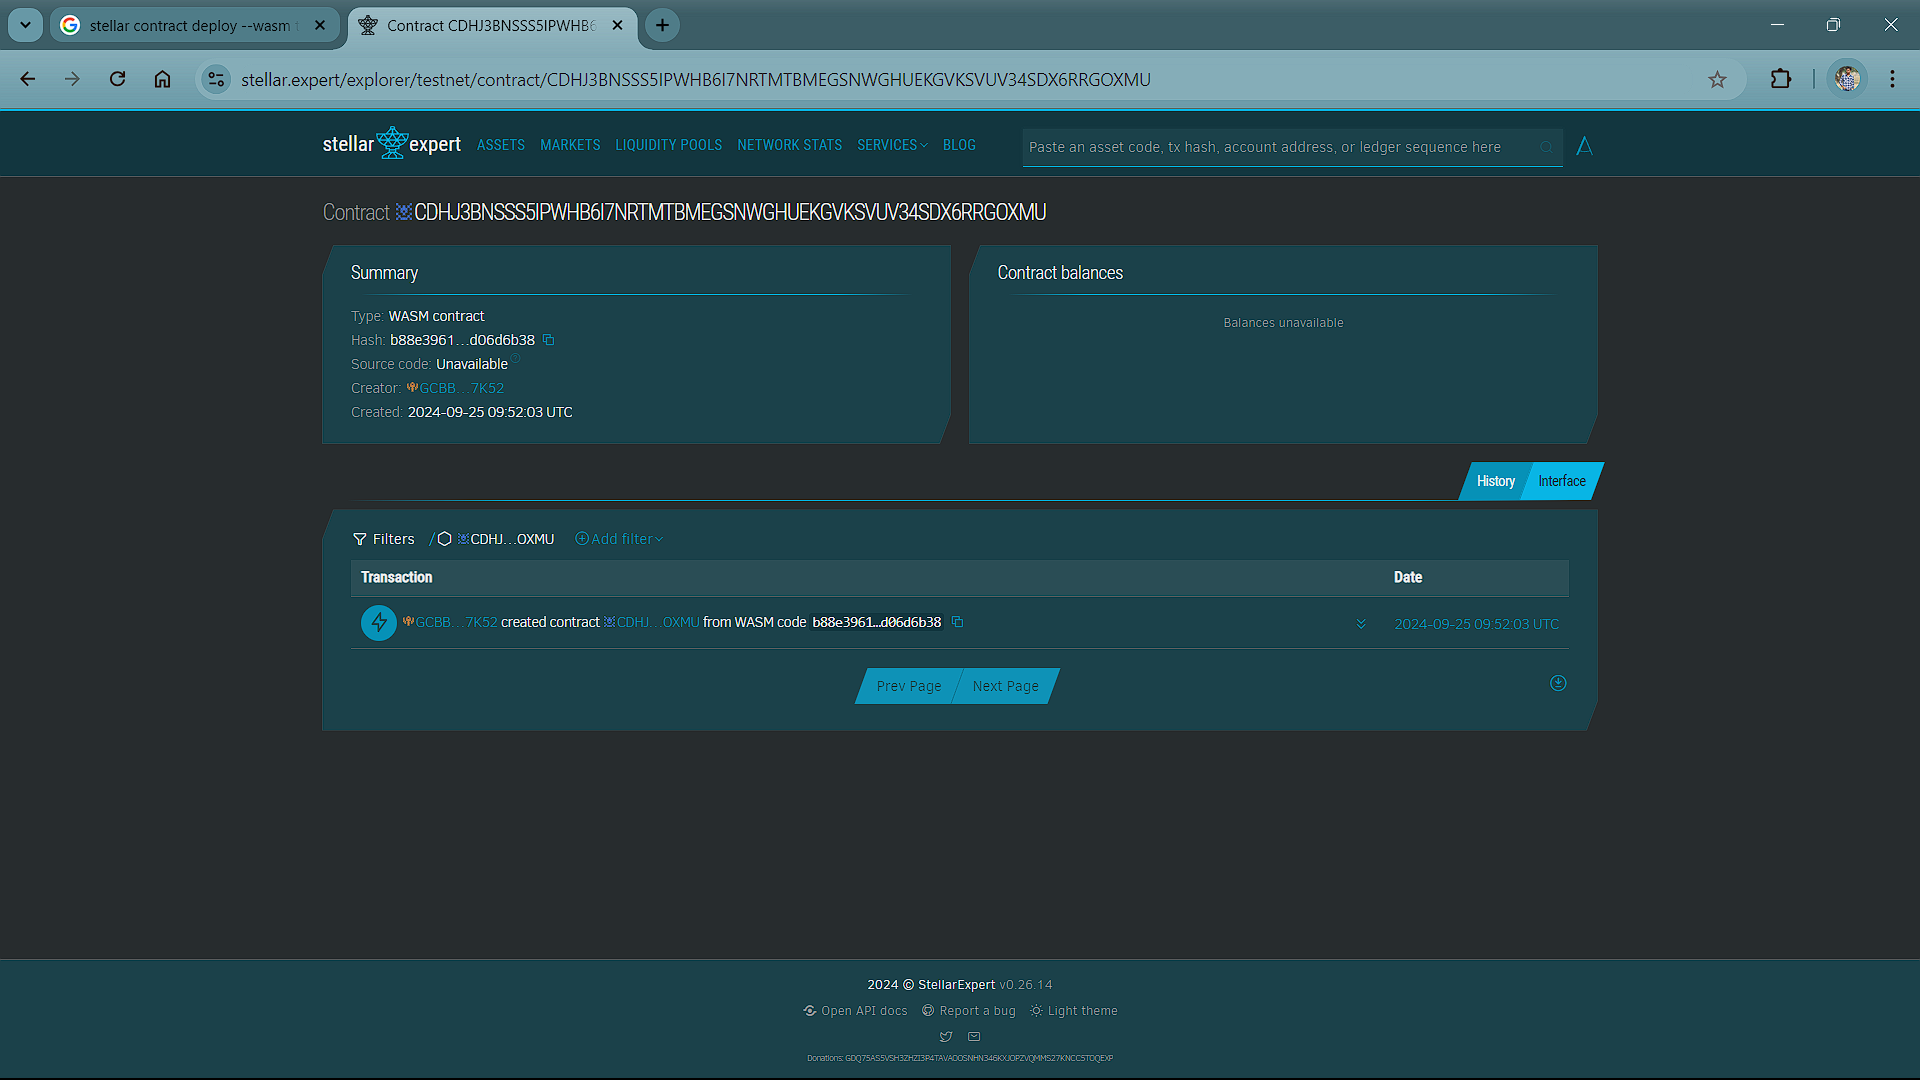 stellar contract deploy --wasm t
Contract CDHJ3BNSSS5IPWHB6
stellar.expert/explorer/testnet/contract/CDHJ3BNSSS5IPWHB6I7NRTMTBMEGSNWGHUEKGVKSVUV34SDX6RRGOXMU
stellar expert ASSETS MARKETS LIQUIDITY POOLS NETWORK STATS SERVICES BLOG
Paste an asset code, tx hash, account address, or ledger sequence here
Contract CDHJ3BNSSS5IPWHB6I7NRTMTBMEGSNWGHUEKGVKSVUV34SDX6RRGOXMU
Summary
Type: WASM contract
Hash: b88e3961…d06d6b38
Source code: Unavailable
Creator: GCBB…7K52
Created: 2024-09-25 09:52:03 UTC
Contract balances
Balances unavailable
History Interface
Filters / CDHJ…OXMU Add filter
Transaction Date
GCBB…7K52 created contract CDHJ…OXMU from WASM code b88e3961…d06d6b38 2024-09-25 09:52:03 UTC
Prev Page Next Page
2024 © StellarExpert v0.26.14
Open API docs Report a bug Light theme
Donations: GDQ75AS5VSH3ZHZI3P4TAVADOSNHN346KXJOPZVQMMS27KNCC5TOQEXP